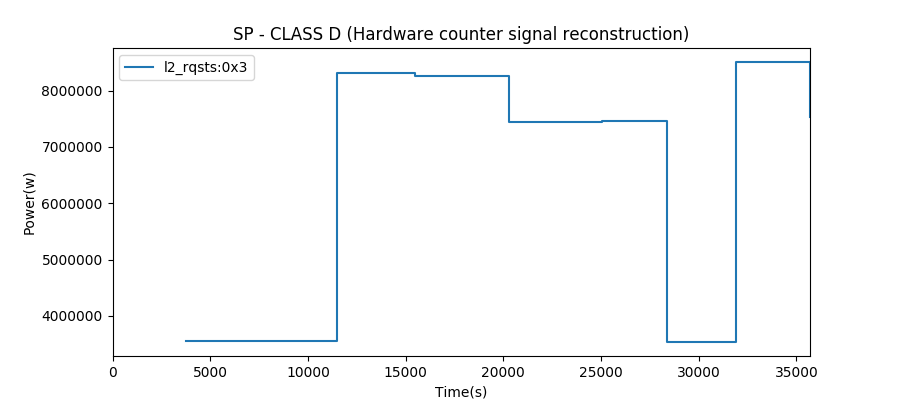 SP - CLASS D (Hardware counter signal reconstruction)
l2_rqsts:0x3
8000000
7000000
6000000
5000000
4000000
Power(w)
0 5000 10000 15000 20000 25000 30000 35000
Time(s)